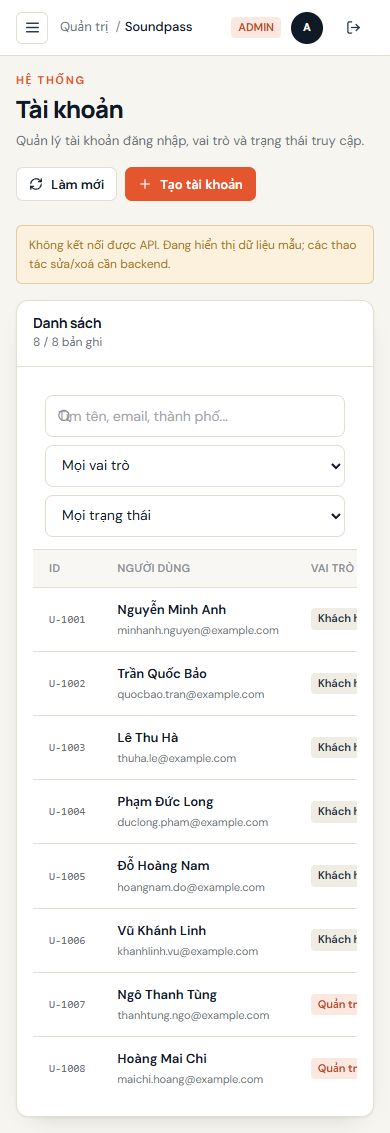 Quản trị / Soundpass
ADMIN
A
HỆ THỐNG
Tài khoản
Quản lý tài khoản đăng nhập, vai trò và trạng thái truy cập.
Làm mới
Tạo tài khoản
Không kết nối được API. Đang hiển thị dữ liệu mẫu; các thao
tác sửa/xoá cần backend.
Danh sách
8 / 8 bản ghi
Tìm tên, email, thành phố...
Mọi vai trò
Mọi trạng thái
ID NGƯỜI DÙNG VAI TRÒ
U-1001 Nguyễn Minh Anh Khách h
minhanh.nguyen@example.com
U-1002 Trần Quốc Bảo Khách h
quocbao.tran@example.com
U-1003 Lê Thu Hà Khách h
thuha.le@example.com
U-1004 Phạm Đức Long Khách h
duclong.pham@example.com
U-1005 Đỗ Hoàng Nam Khách h
hoangnam.do@example.com
U-1006 Vũ Khánh Linh Khách h
khanhlinh.vu@example.com
U-1007 Ngô Thanh Tùng Quản tr
thanhtung.ngo@example.com
U-1008 Hoàng Mai Chi Quản tr
maichi.hoang@example.com